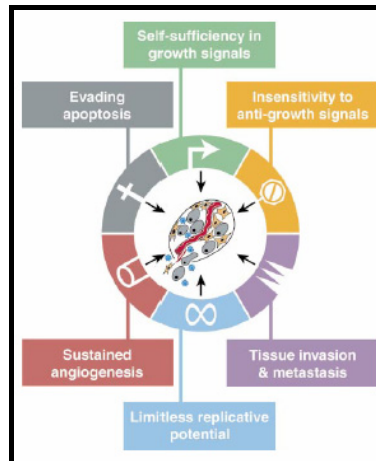 Self-sufficiency in
growth signals
Evading
apoptosis
Insensitivity to
anti-growth signals
Sustained
angiogenesis
Tissue invasion
& metastasis
Limitless replicative
potential